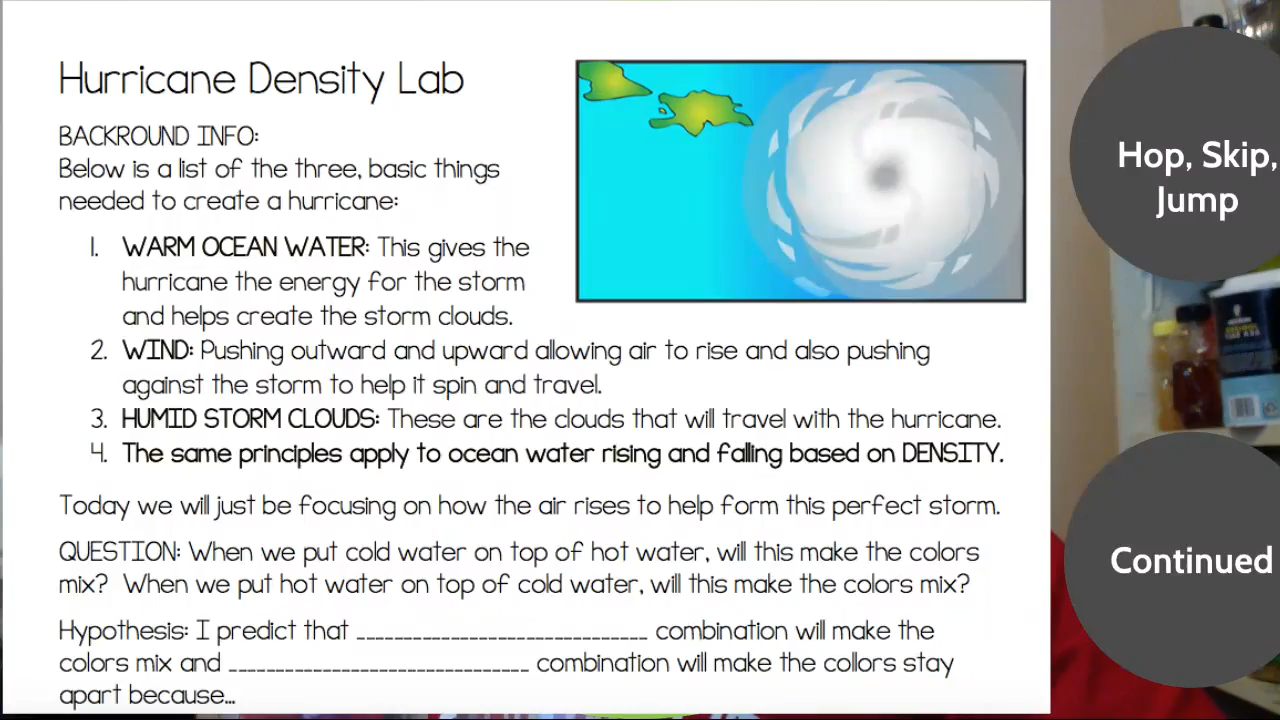 Hurricane Density Lab
BACKROUND INFO:
Below is a list of the three, basic things
needed to create a hurricane:
1. WARM OCEAN WATER: This gives the
hurricane the energy for the storm
and helps create the storm clouds.
2. WIND: Pushing outward and upward allowing air to rise and also pushing
against the storm to help it spin and travel.
3. HUMID STORM CLOUDS: These are the clouds that will travel with the hurricane.
4. The same principles apply to ocean water rising and falling based on DENSITY.
Today we will just be focusing on how the air rises to help form this perfect storm.
QUESTION: When we put cold water on top of hot water, will this make the colors
mix? When we put hot water on top of cold water, will this make the colors mix?
Hypothesis: I predict that ______________________________ combination will make the
colors mix and ______________________________ combination will make the collors stay
apart because...
Hop, Skip,
Jump
Continued